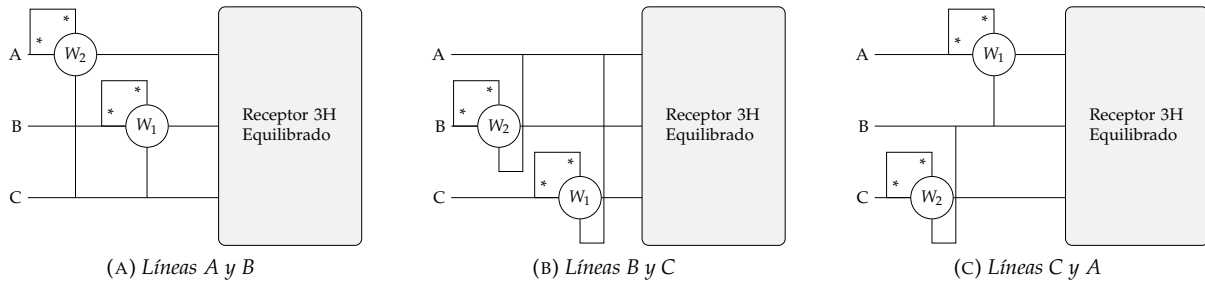 *
*
A
W2
*
*
B
W1
C
Receptor 3H
Equilibrado
(A) Líneas A y B
A
*
*
B
W2
*
*
C
W1
Receptor 3H
Equilibrado
(B) Líneas B y C
*
*
A
W1
B
*
*
C
W2
Receptor 3H
Equilibrado
(C) Líneas C y A